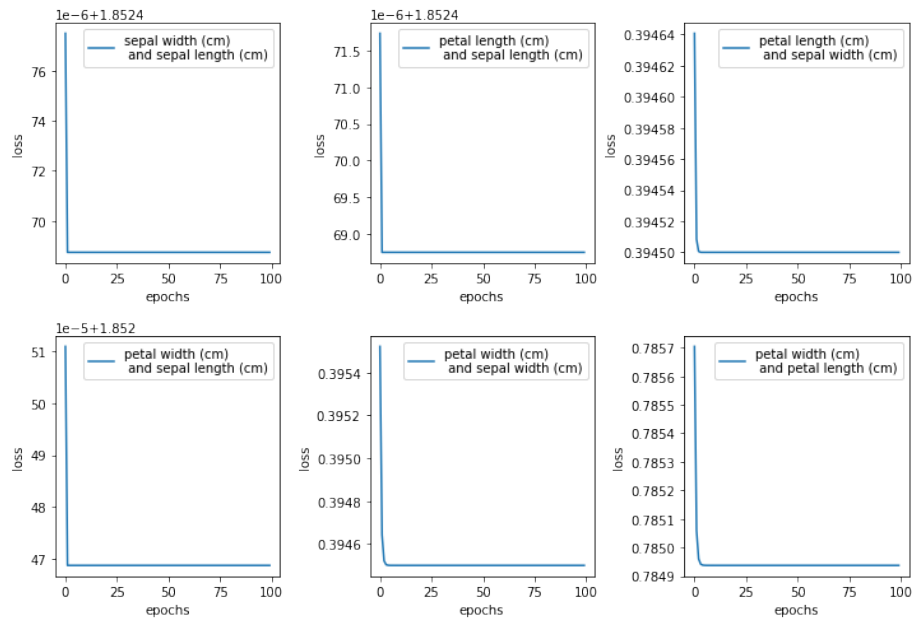 1e−6+1.8524
sepal width (cm)
and sepal length (cm)
76
74
72
70
loss
0
25
50
75
100
epochs
1e−6+1.8524
petal length (cm)
and sepal length (cm)
71.5
71.0
70.5
70.0
69.5
69.0
loss
0
25
50
75
100
epochs
petal length (cm)
and sepal width (cm)
0.39464
0.39462
0.39460
0.39458
0.39456
0.39454
0.39452
0.39450
loss
0
25
50
75
100
epochs
1e−5+1.852
petal width (cm)
and sepal length (cm)
51
50
49
48
47
loss
0
25
50
75
100
epochs
petal width (cm)
and sepal width (cm)
0.3954
0.3952
0.3950
0.3948
0.3946
loss
0
25
50
75
100
epochs
petal width (cm)
and petal length (cm)
0.7857
0.7856
0.7855
0.7854
0.7853
0.7852
0.7851
0.7850
0.7849
loss
0
25
50
75
100
epochs